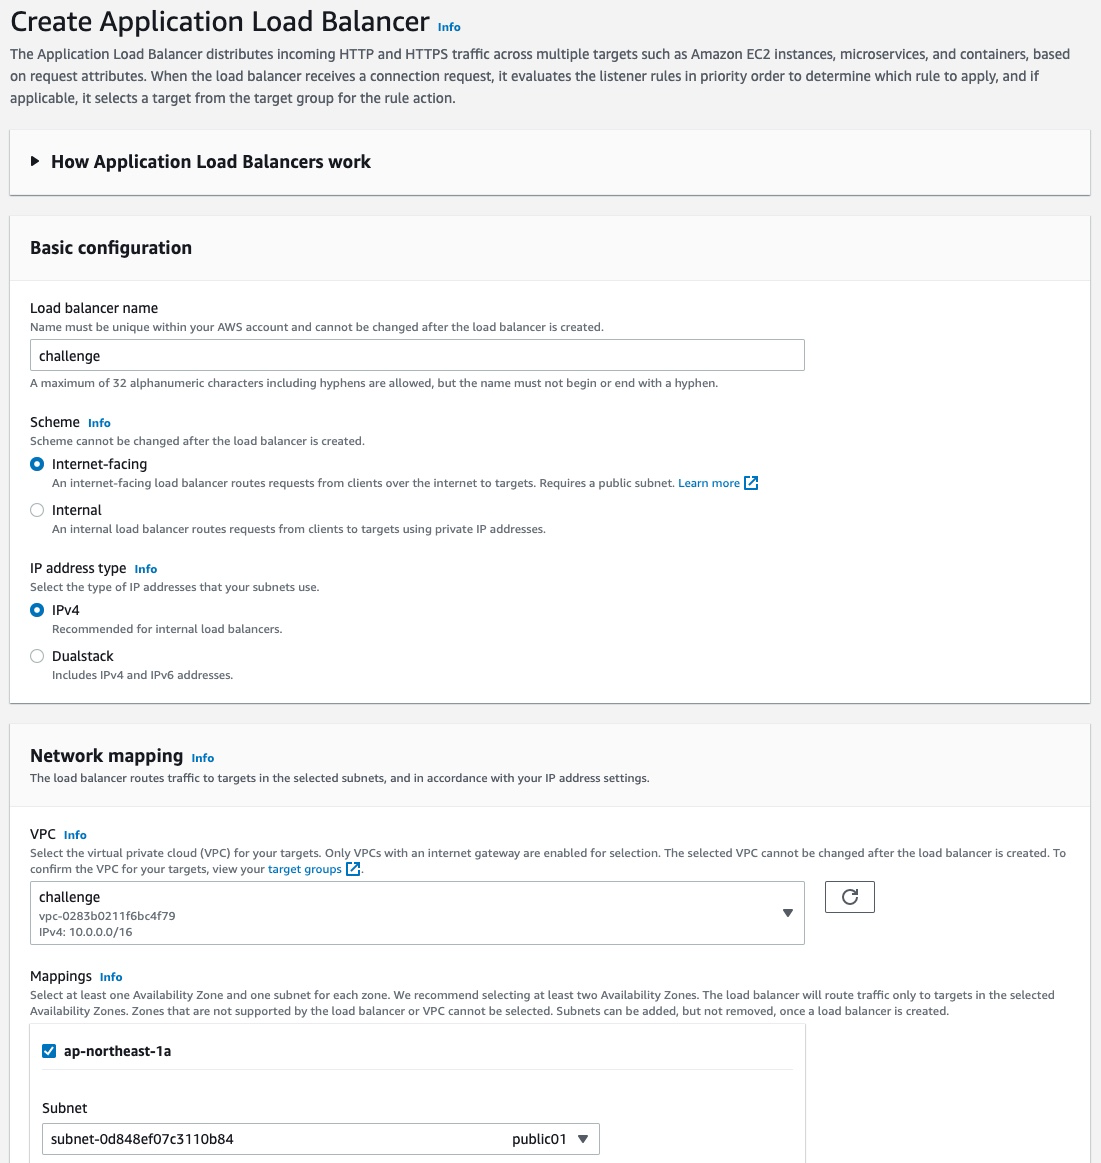 Create Application Load Balancer Info
The Application Load Balancer distributes incoming HTTP and HTTPS traffic across multiple targets such as Amazon EC2 instances, microservices, and containers, based
on request attributes. When the load balancer receives a connection request, it evaluates the listener rules in priority order to determine which rule to apply, and if
applicable, it selects a target from the target group for the rule action.
How Application Load Balancers work
Basic configuration
Load balancer name
Name must be unique within your AWS account and cannot be changed after the load balancer is created.
challenge
A maximum of 32 alphanumeric characters including hyphens are allowed, but the name must not begin or end with a hyphen.
Scheme Info
Scheme cannot be changed after the load balancer is created.
Internet-facing
An internet-facing load balancer routes requests from clients over the internet to targets. Requires a public subnet. Learn more
Internal
An internal load balancer routes requests from clients to targets using private IP addresses.
IP address type Info
Select the type of IP addresses that your subnets use.
IPv4
Recommended for internal load balancers.
Dualstack
Includes IPv4 and IPv6 addresses.
Network mapping Info
The load balancer routes traffic to targets in the selected subnets, and in accordance with your IP address settings.
VPC Info
Select the virtual private cloud (VPC) for your targets. Only VPCs with an internet gateway are enabled for selection. The selected VPC cannot be changed after the load balancer is created. To
confirm the VPC for your targets, view your target groups.
challenge
vpc-0283b0211f6bc4f79
IPv4: 10.0.0.0/16
Mappings Info
Select at least one Availability Zone and one subnet for each zone. We recommend selecting at least two Availability Zones. The load balancer will route traffic only to targets in the selected
Availability Zones. Zones that are not supported by the load balancer or VPC cannot be selected. Subnets can be added, but not removed, once a load balancer is created.
ap-northeast-1a
Subnet
subnet-0d848ef07c3110b84 public01